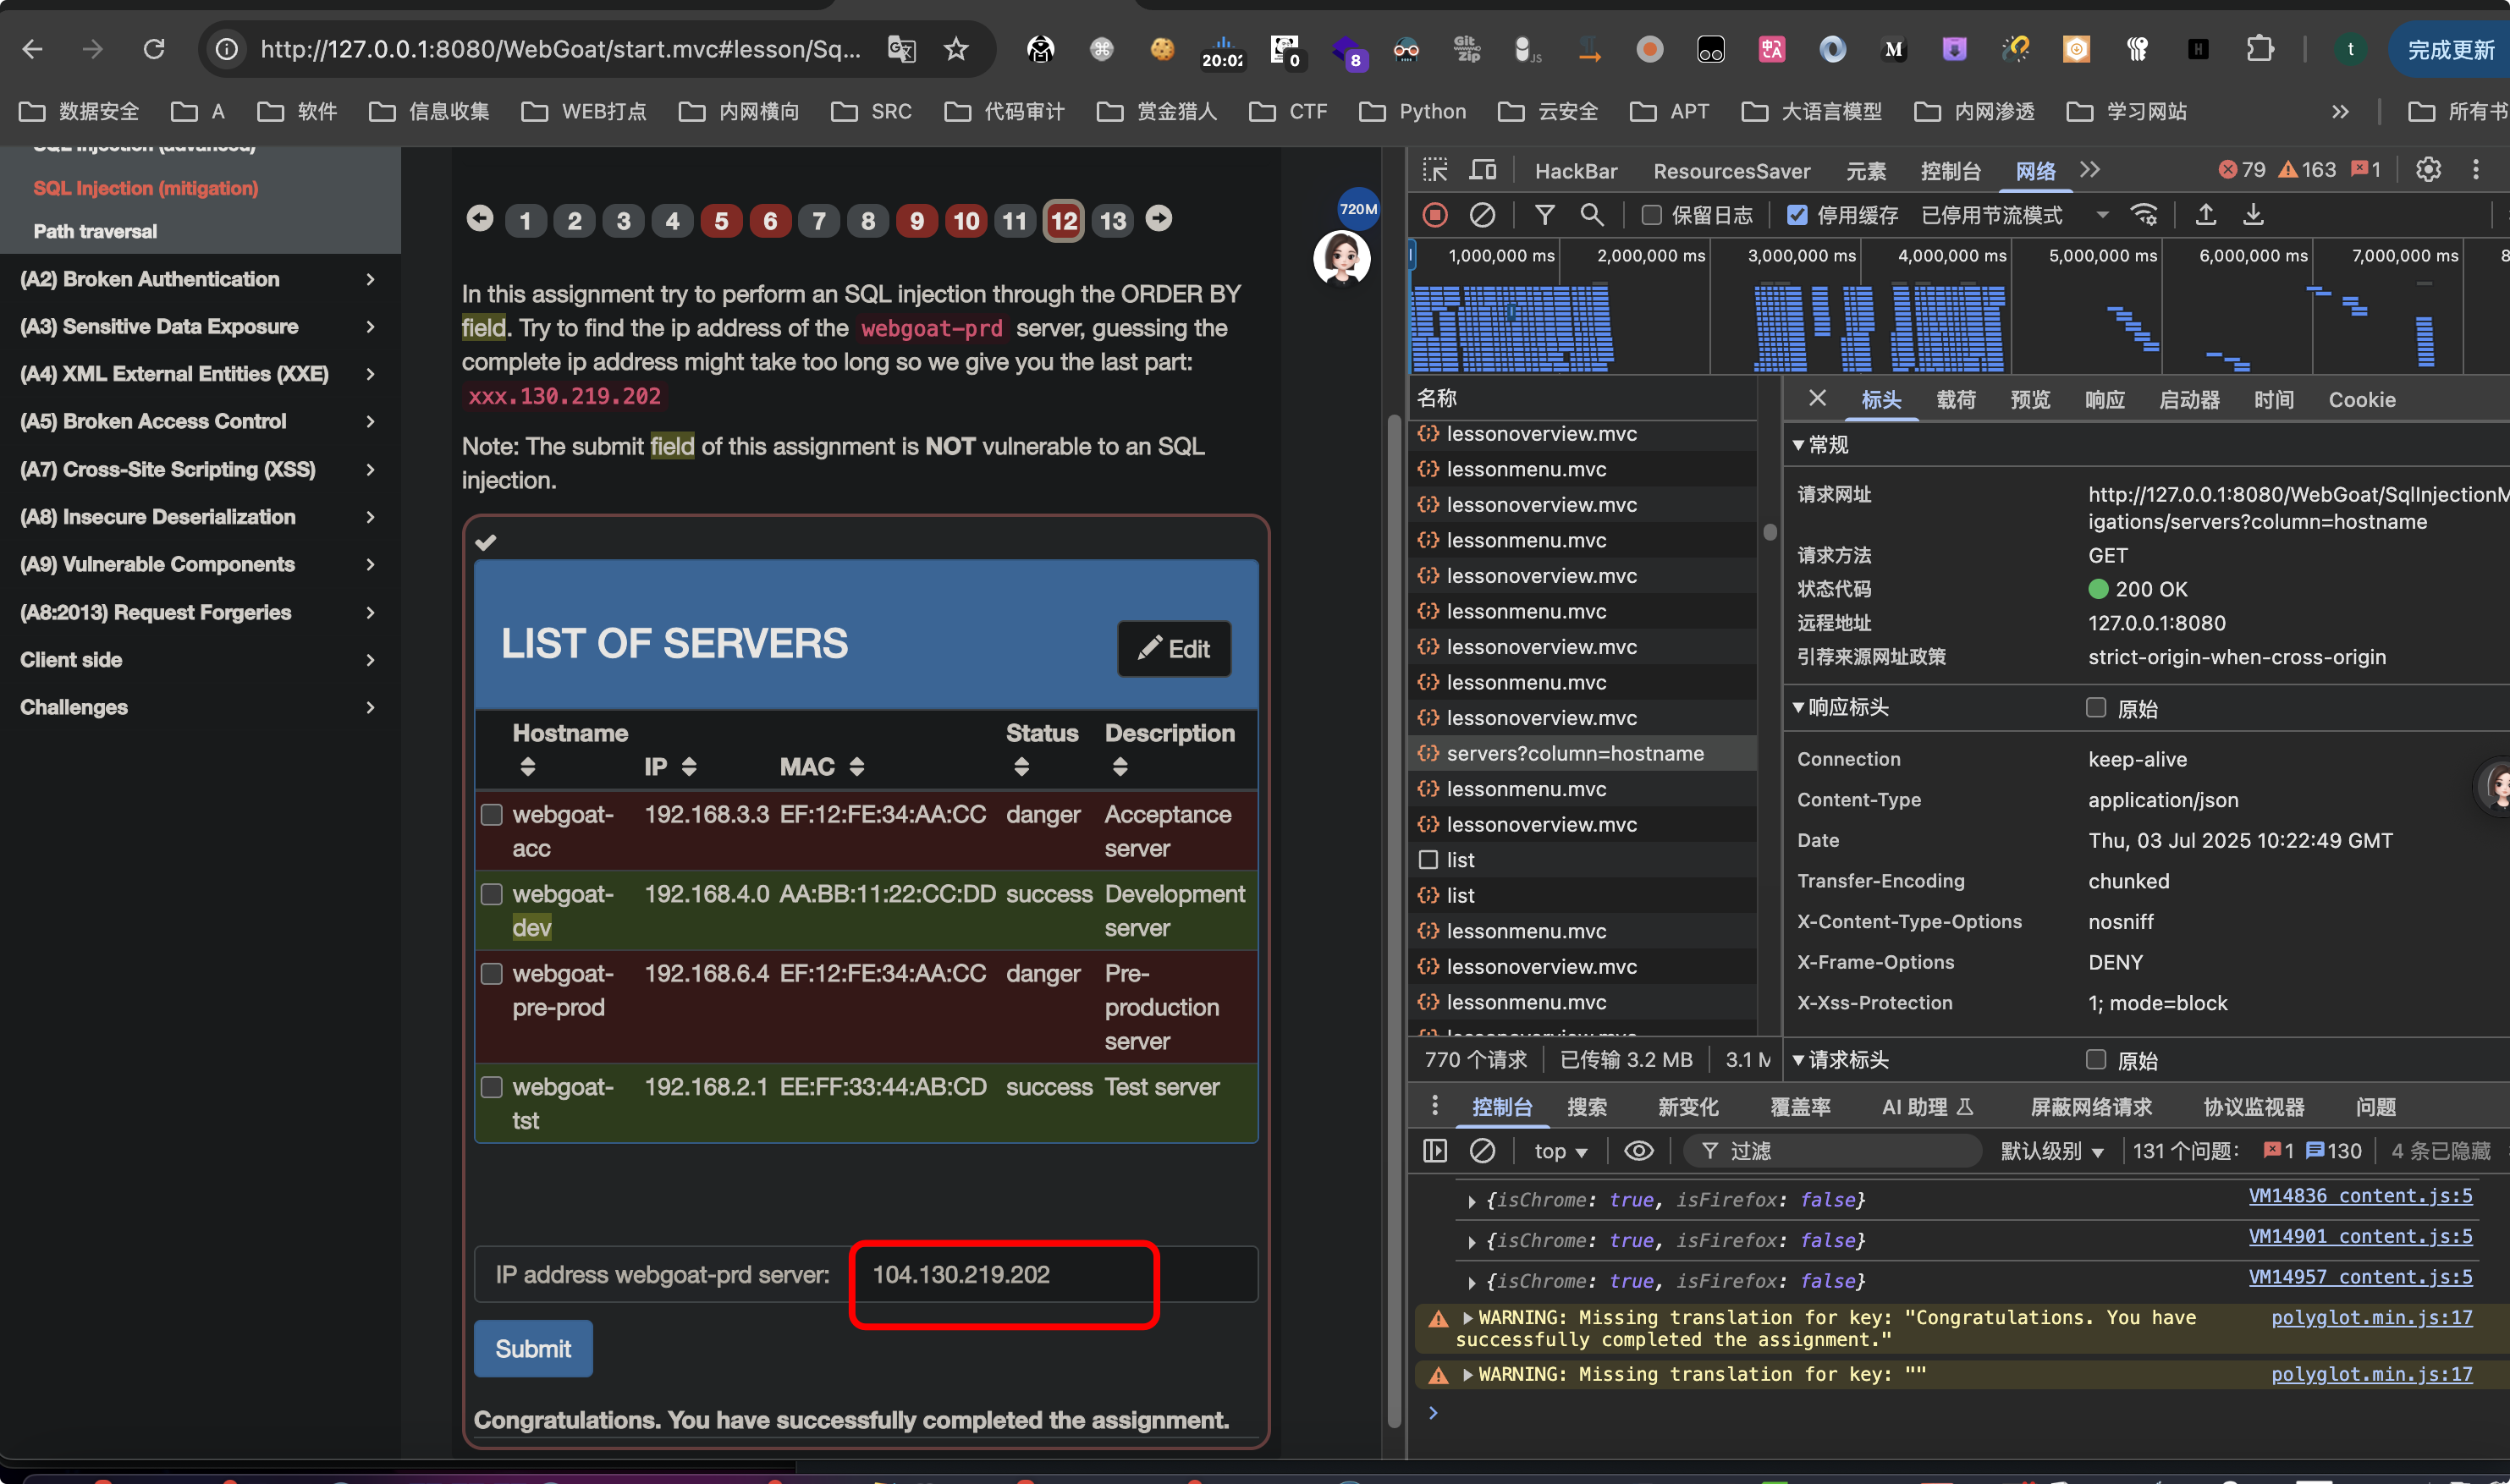 http://127.0.0.1:8080/WebGoat/start.mvc#lesson/Sq...
20:02
0
8
Git Zip
JS
M
H
t
完成更新
数据安全
A
软件
信息收集
WEB打点
内网横向
SRC
代码审计
赏金猎人
CTF
Python
云安全
APT
大语言模型
内网渗透
学习网站
所有书
SQL Injection (advanced)
SQL Injection (mitigation)
Path traversal
(A2) Broken Authentication
(A3) Sensitive Data Exposure
(A4) XML External Entities (XXE)
(A5) Broken Access Control
(A7) Cross-Site Scripting (XSS)
(A8) Insecure Deserialization
(A9) Vulnerable Components
(A8:2013) Request Forgeries
Client side
Challenges
1 2 3 4 5 6 7 8 9 10 11 12 13
720M
In this assignment try to perform an SQL injection through the ORDER BY
field. Try to find the ip address of the webgoat-prd server, guessing the
complete ip address might take too long so we give you the last part:
xxx.130.219.202
Note: The submit field of this assignment is NOT vulnerable to an SQL
injection.
LIST OF SERVERS
Edit
Hostname IP MAC Status Description
webgoat- 192.168.3.3 EF:12:FE:34:AA:CC danger Acceptance
acc server
webgoat- 192.168.4.0 AA:BB:11:22:CC:DD success Development
dev server
webgoat- 192.168.6.4 EF:12:FE:34:AA:CC danger Pre-
pre-prod production
server
webgoat- 192.168.2.1 EE:FF:33:44:AB:CD success Test server
tst
IP address webgoat-prd server: 104.130.219.202
Submit
Congratulations. You have successfully completed the assignment.
HackBar
ResourcesSaver
元素
控制台
网络
79
163
1
保留日志
停用缓存
已停用节流模式
1,000,000 ms
2,000,000 ms
3,000,000 ms
4,000,000 ms
5,000,000 ms
6,000,000 ms
7,000,000 ms
8
名称
lessonoverview.mvc
lessonmenu.mvc
lessonoverview.mvc
lessonmenu.mvc
lessonoverview.mvc
lessonmenu.mvc
lessonoverview.mvc
lessonmenu.mvc
lessonoverview.mvc
servers?column=hostname
lessonmenu.mvc
lessonoverview.mvc
list
list
lessonmenu.mvc
lessonoverview.mvc
lessonmenu.mvc
lessonoverview.mvc
770 个请求
已传输 3.2 MB
3.1 M
标头
载荷
预览
响应
启动器
时间
Cookie
常规
请求网址
http://127.0.0.1:8080/WebGoat/SqlInjectionM
igations/servers?column=hostname
请求方法
GET
状态代码
200 OK
远程地址
127.0.0.1:8080
引荐来源网址政策
strict-origin-when-cross-origin
响应标头
原始
Connection
keep-alive
Content-Type
application/json
Date
Thu, 03 Jul 2025 10:22:49 GMT
Transfer-Encoding
chunked
X-Content-Type-Options
nosniff
X-Frame-Options
DENY
X-Xss-Protection
1; mode=block
请求标头
原始
控制台
搜索
新变化
覆盖率
AI 助理
屏蔽网络请求
协议监视器
问题
top
过滤
默认级别
131 个问题:
1
130
4 条已隐藏
{isChrome: true, isFirefox: false} VM14836 content.js:5
{isChrome: true, isFirefox: false} VM14901 content.js:5
{isChrome: true, isFirefox: false} VM14957 content.js:5
WARNING: Missing translation for key: "Congratulations. You have polyglot.min.js:17
successfully completed the assignment."
WARNING: Missing translation for key: "" polyglot.min.js:17